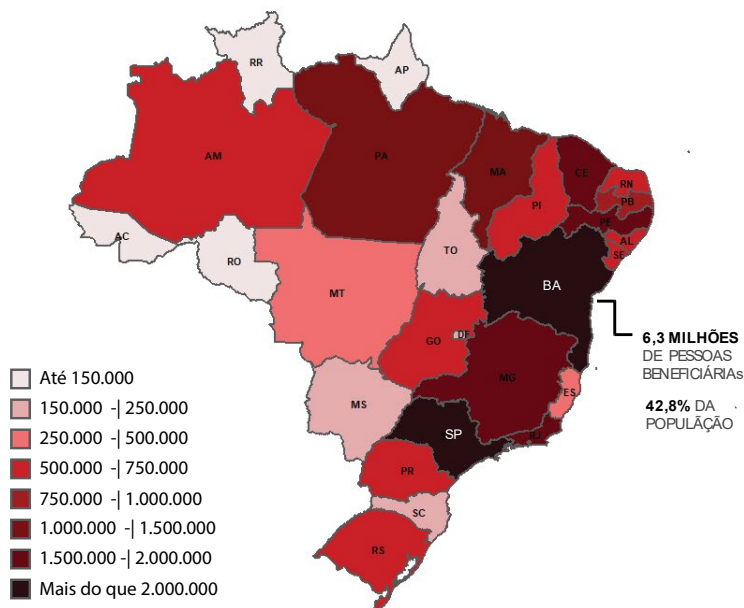 RR
AP
AM
PA
MA
CE
RN
PB
PE
PI
AL
SE
AC
RO
TO
BA
MT
GO
DF
MG
ES
MS
SP
RJ
PR
SC
RS
6,3 MILHÕES
DE PESSOAS
BENEFICIÁRIAs
42,8% DA
POPULĄÇÃO
Até 150.000
150.000 -| 250.000
250.000 -| 500.000
500.000 -| 750.000
750.000 -| 1.000.000
1.000.000 -| 1.500.000
1.500.000 -| 2.000.000
Mais do que 2.000.000